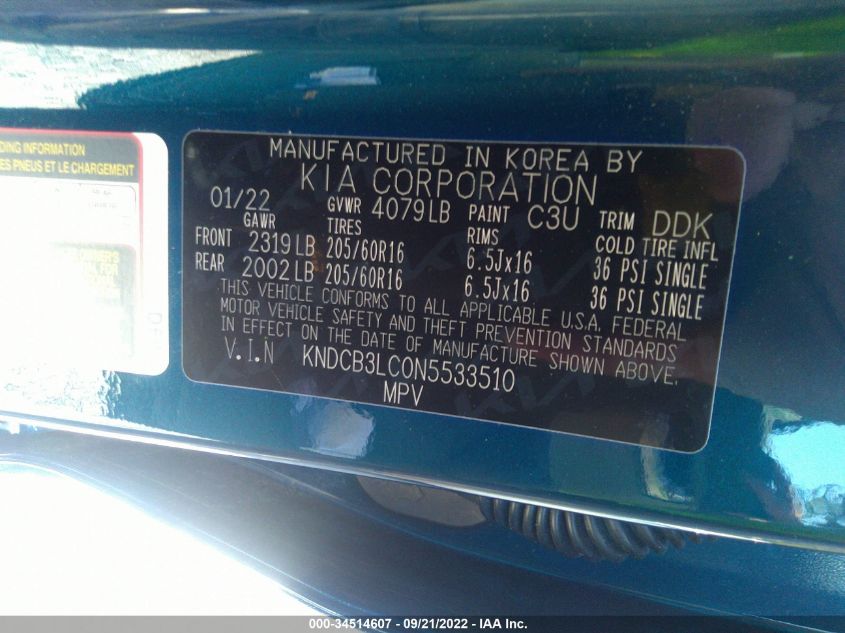 DING INFORMATION
ES PNEUS ET LE CHARGEMENT
MANUFACTURED IN KOREA BY
KIA CORPORATION
01/22 GVWR 4079LB PAINT C3U TRIM DDK
GAWR TIRES RIMS COLD TIRE INFL
FRONT 2319LB 205/60R16 6.5Jx16 36 PSI SINGLE
REAR 2002LB 205/60R16 6.5Jx16 36 PSI SINGLE
THIS VEHICLE CONFORMS TO ALL APPLICABLE U.S.A. FEDERAL
MOTOR VEHICLE SAFETY AND THEFT PREVENTION STANDARDS
IN EFFECT ON THE DATE OF MANUFACTURE SHOWN ABOVE.
V.I.N KNDCB3LC0N5533510
MPV
000-34514607 - 09/21/2022 - IAA Inc.